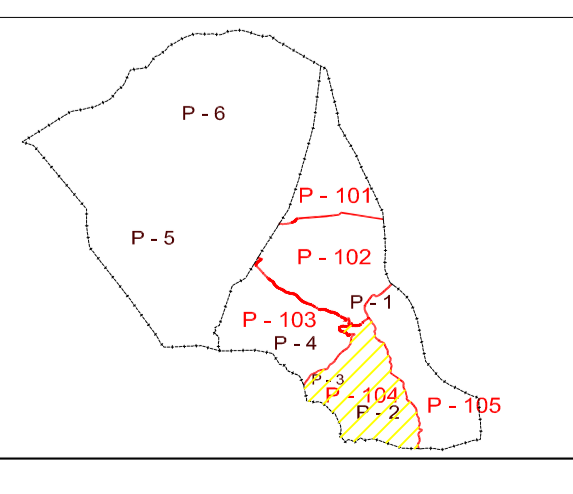 P - 6
P - 101
P - 5
P - 102
P - 1
P - 103
P - 4
P - 3
P - 104
P - 105
P - 2